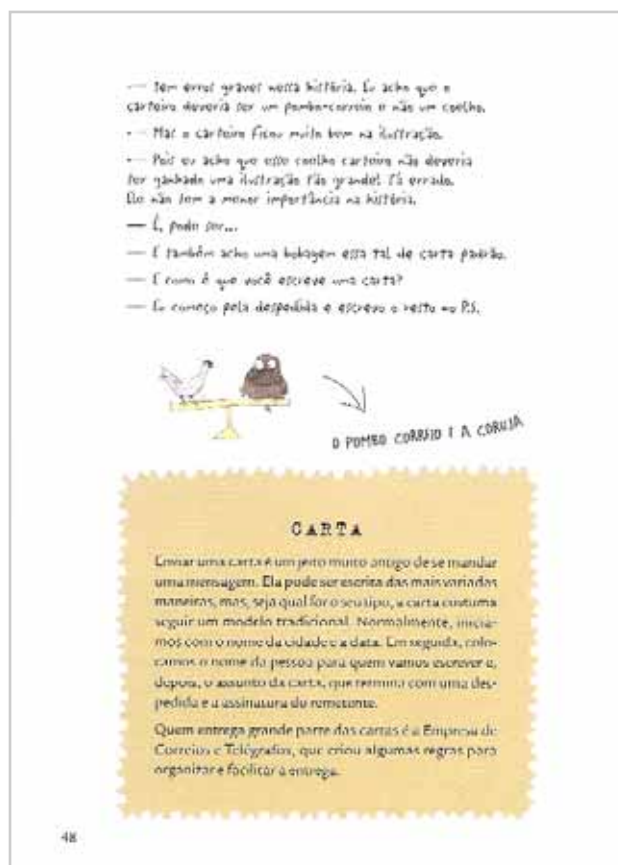 — Tem erros graves nessa história. Eu acho que o
carteiro deveria ser um pombo-correio e não um coelho.
— Mas o carteiro ficou muito bem na ilustração.
— Pois eu acho que esse coelho carteiro não deveria
ter ganhado uma ilustração tão grande! Tá errado.
Ele não tem a menor importância na história.
— É, pode ser...
— E também acho uma bobagem essa tal de carta padrão.
— E como é que você escreve uma carta?
— Eu começo pela despedida e escrevo o resto no P.S.
O POMBO CORREIO E A CORUJA
CARTA
Enviar uma carta é um jeito muito antigo de se mandar
uma mensagem. Ela pode ser escrita das mais variadas
maneiras, mas, seja qual for o seu tipo, a carta costuma
seguir um modelo tradicional. Normalmente, inicia-
mos com o nome da cidade e a data. Em seguida, colo-
camos o nome da pessoa para quem vamos escrever e,
depois, o assunto da carta, que termina com uma des-
pedida e a assinatura do remetente.
Quem entrega grande parte das cartas é a Empresa de
Correios e Telégrafos, que criou algumas regras para
organizar e facilitar a entrega.
48